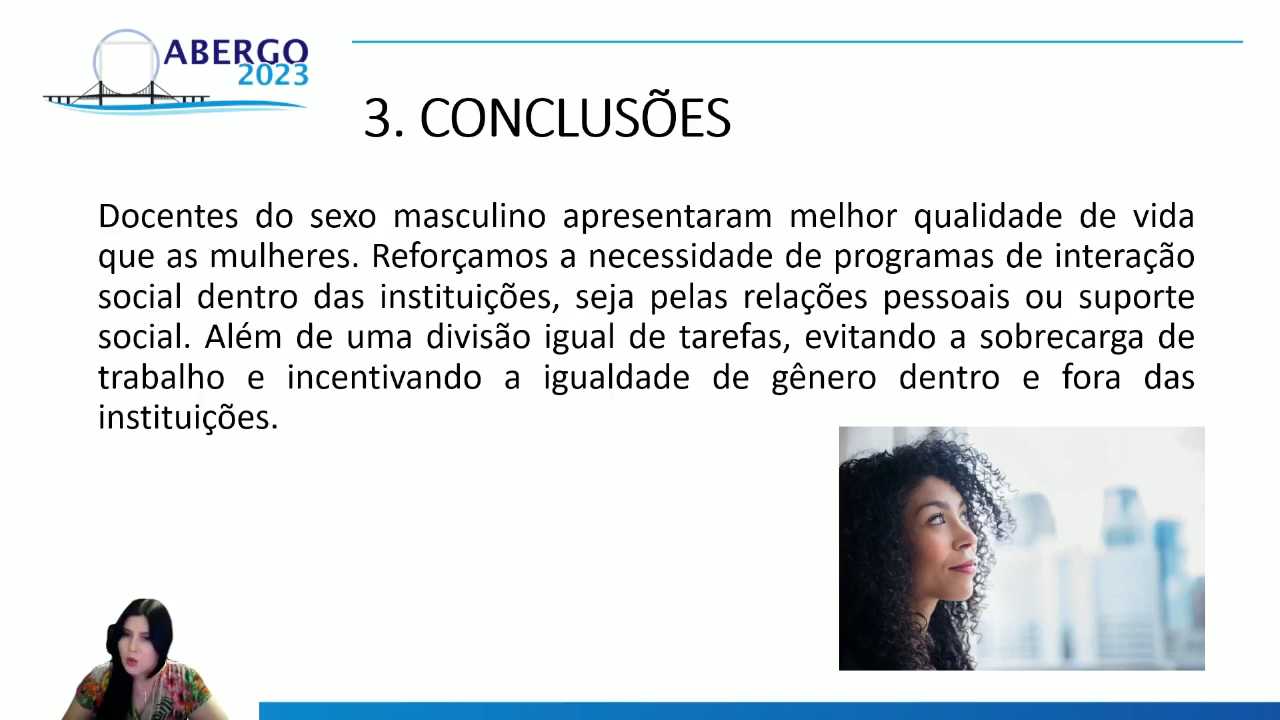 ABERGO
2023
3. CONCLUSÕES
Docentes do sexo masculino apresentaram melhor qualidade de vida
que as mulheres. Reforçamos a necessidade de programas de interação
social dentro das instituições, seja pelas relações pessoais ou suporte
social. Além de uma divisão igual de tarefas, evitando a sobrecarga de
trabalho e incentivando a igualdade de gênero dentro e fora das
instituições.